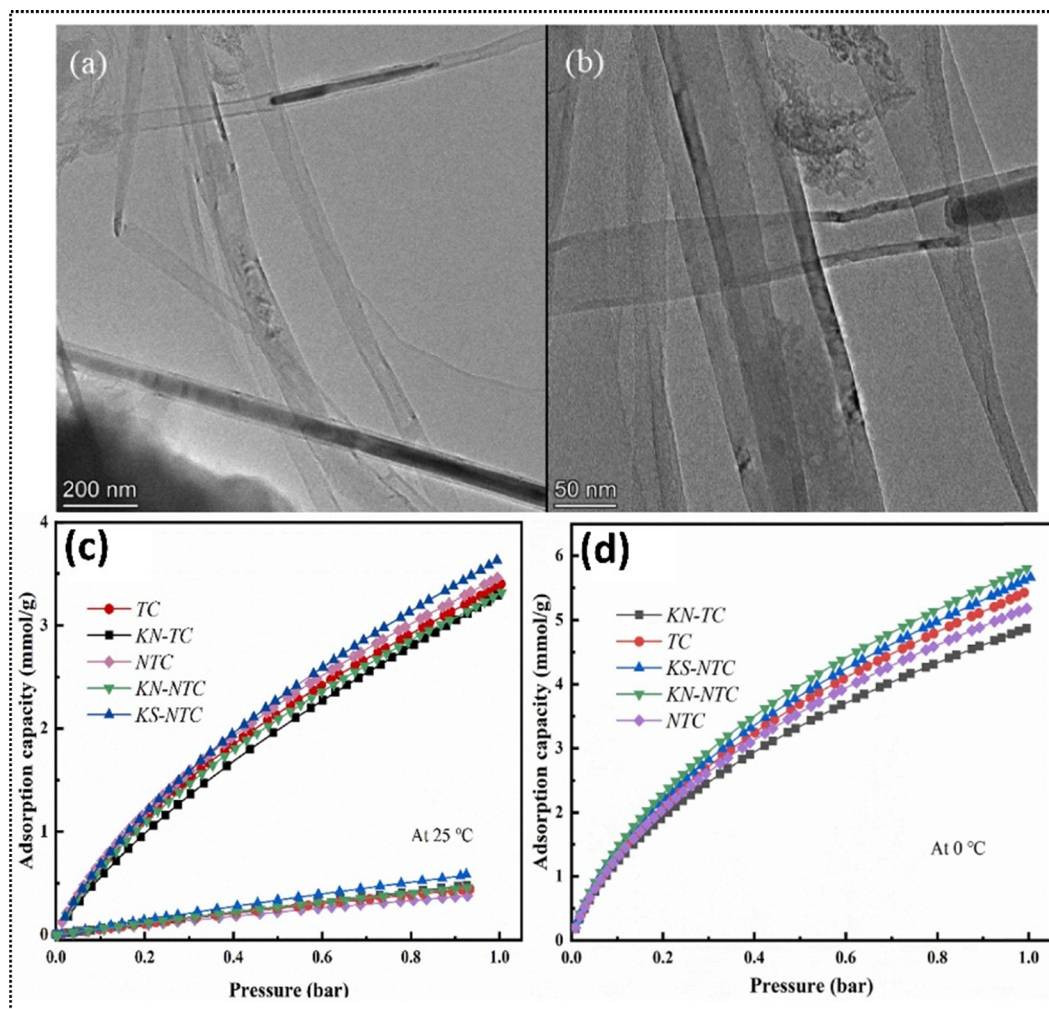 (a)
(b)
200 nm
50 nm
(c)
4
3
2
1
0
TC
KN-TC
NTC
KN-NTC
KS-NTC
At 25 °C
0.0 0.2 0.4 0.6 0.8 1.0
Adsorption capacity (mmol/g)
Pressure (bar)
(d)
6
5
4
3
2
1
0
KN-TC
TC
KS-NTC
KN-NTC
NTC
At 0 °C
0.0 0.2 0.4 0.6 0.8 1.0
Adsorption capacity (mmol/g)
Pressure (bar)